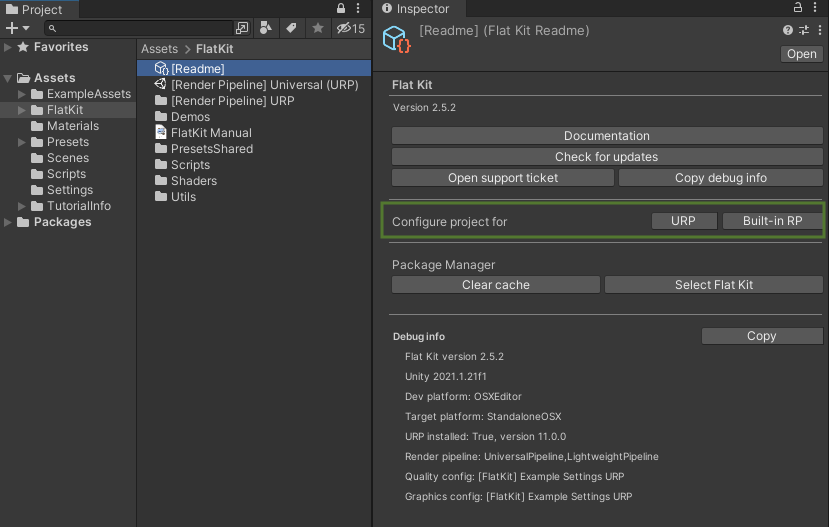 Project
15
Favorites
Assets
ExampleAssets
FlatKit
Materials
Presets
Scenes
Scripts
Settings
TutorialInfo
Packages
Assets > FlatKit
[Readme]
[Render Pipeline] Universal (URP)
[Render Pipeline] URP
Demos
FlatKit Manual
PresetsShared
Scripts
Shaders
Utils
Inspector
[Readme] (Flat Kit Readme)
Open
Flat Kit
Version 2.5.2
Documentation
Check for updates
Open support ticket Copy debug info
Configure project for URP Built-in RP
Package Manager
Clear cache Select Flat Kit
Debug info Copy
Flat Kit version 2.5.2
Unity 2021.1.21f1
Dev platform: OSXEditor
Target platform: StandaloneOSX
URP installed: True, version 11.0.0
Render pipeline: UniversalPipeline,LightweightPipeline
Quality config: [FlatKit] Example Settings URP
Graphics config: [FlatKit] Example Settings URP